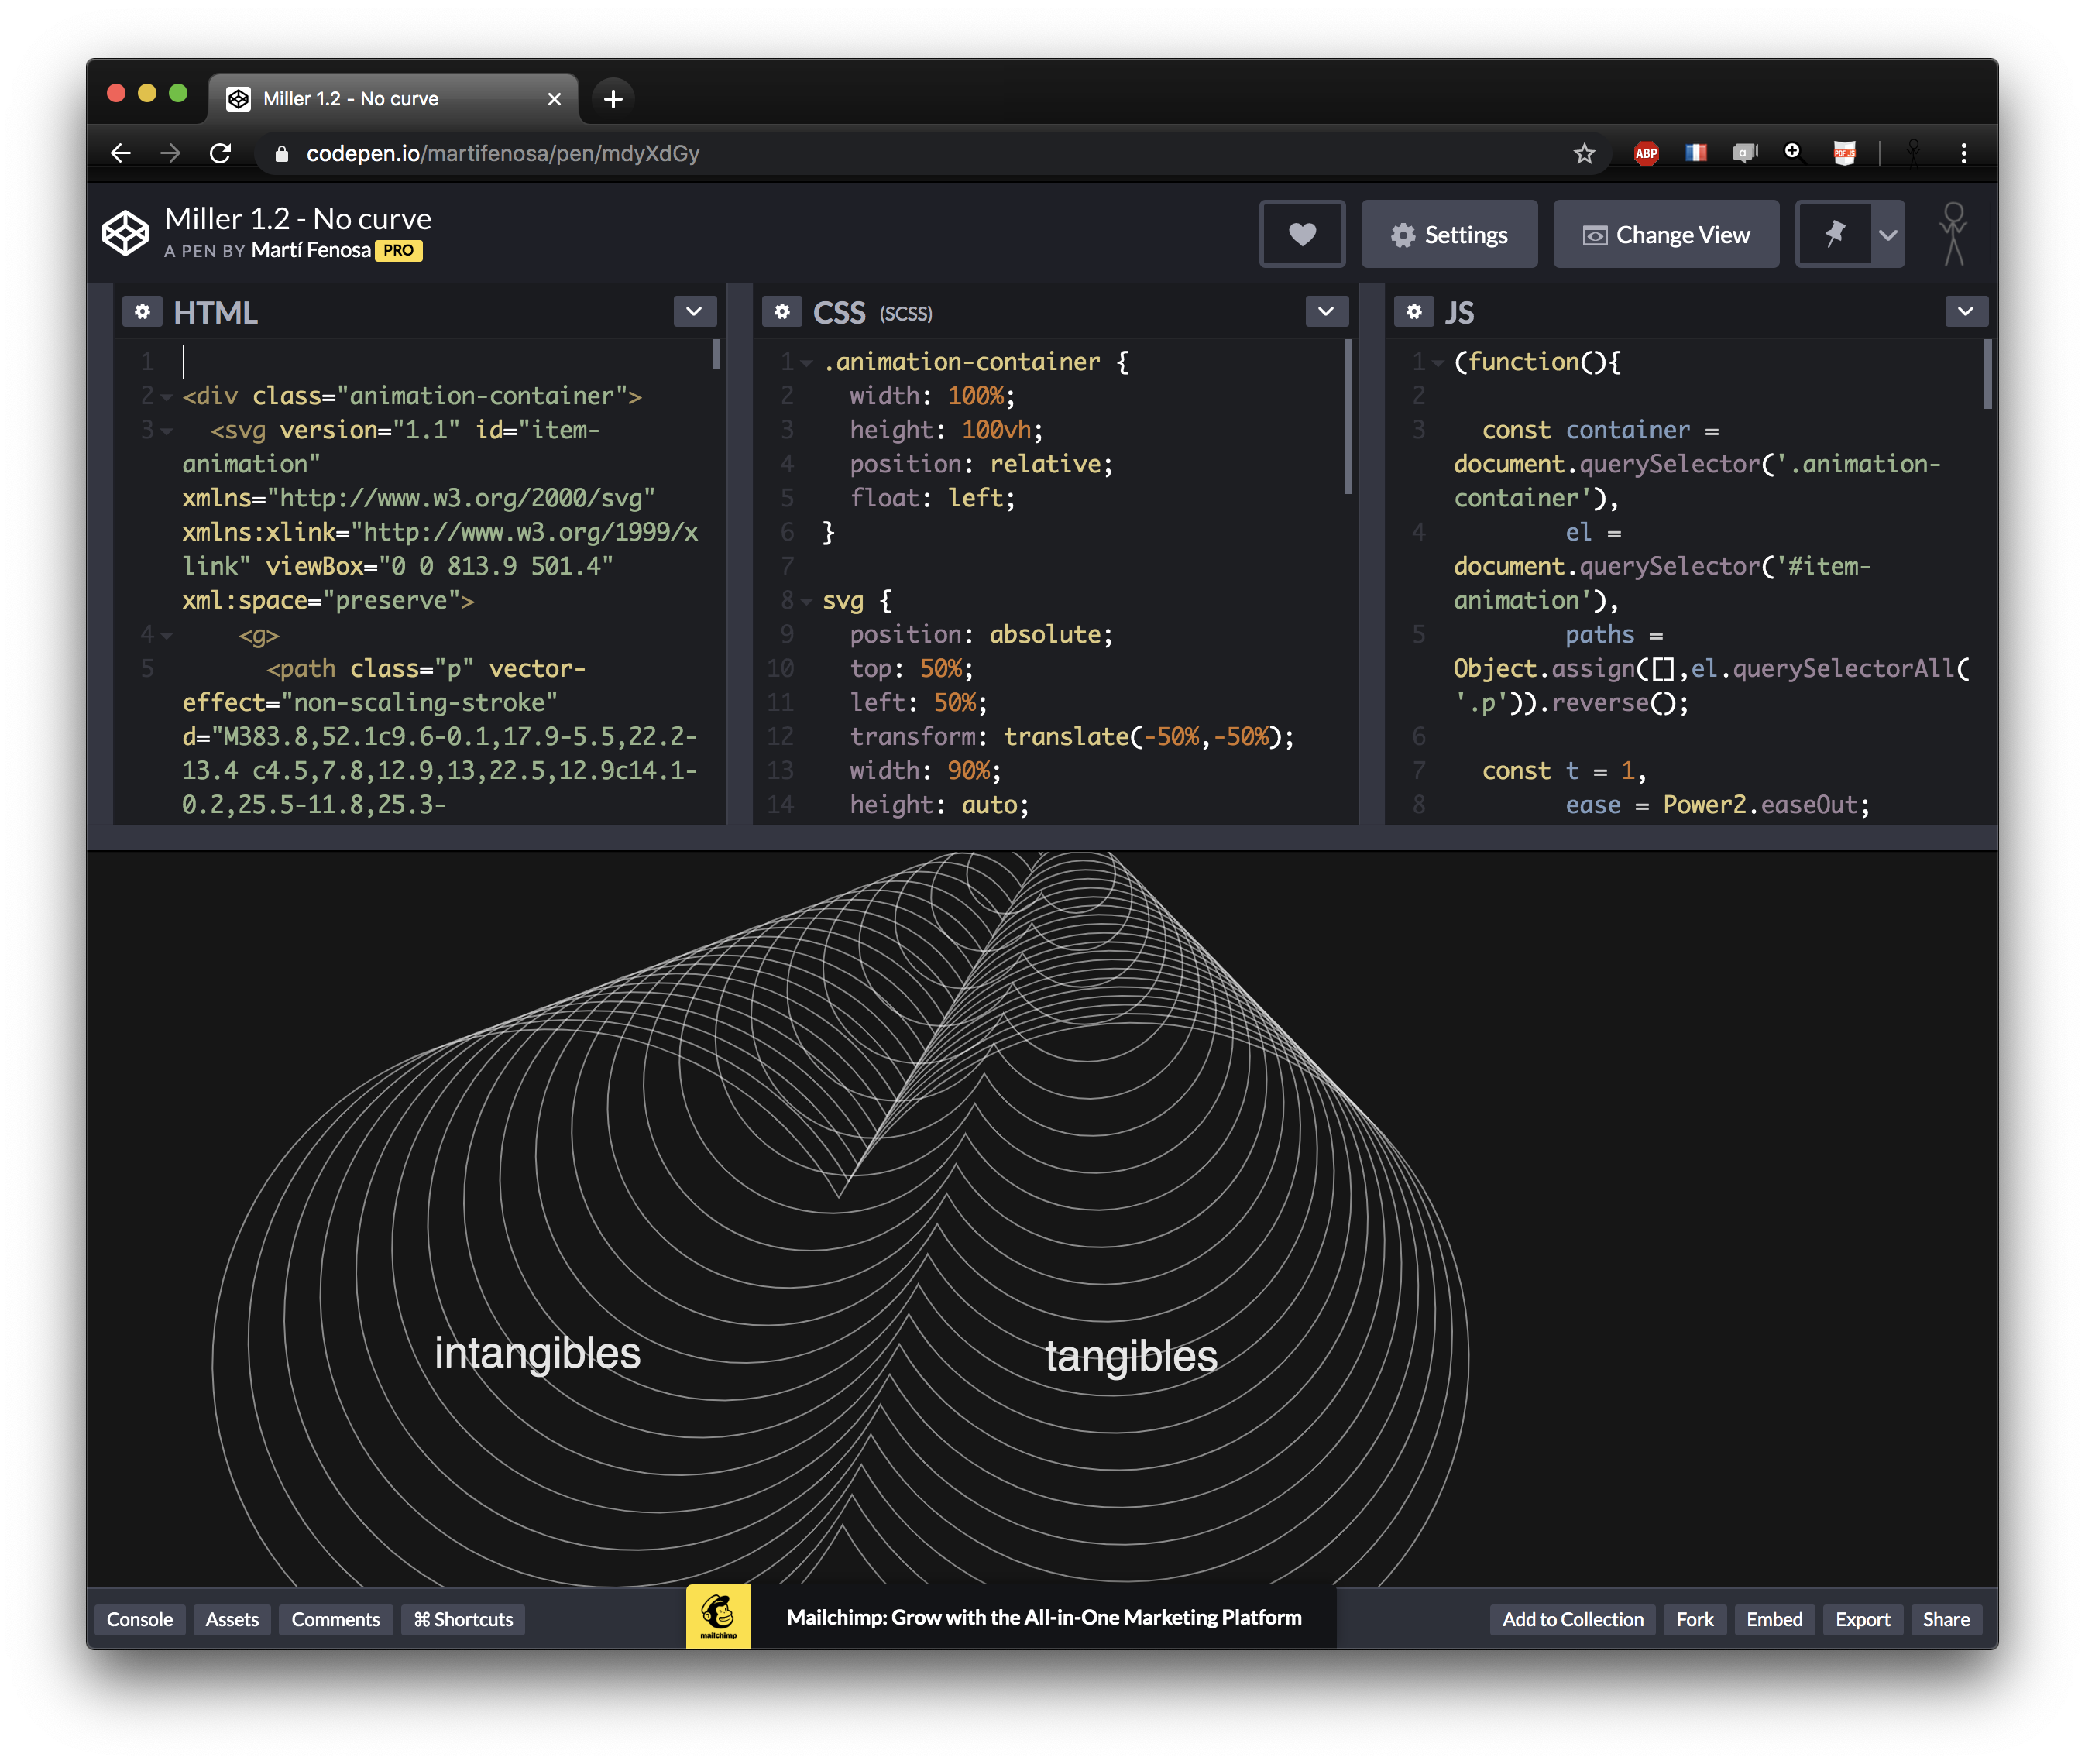 Miller 1.2 - No curve
codepen.io/martifenosa/pen/mdyXdGy
ABP
a
PDF JS
Miller 1.2 - No curve
A PEN BY Martí Fenosa PRO
Settings
Change View
HTML
1
2 <div class="animation-container">
3 <svg version="1.1" id="item-
animation"
xmlns="http://www.w3.org/2000/svg"
xmlns:xlink="http://www.w3.org/1999/x
link" viewBox="0 0 813.9 501.4"
xml:space="preserve">
4 <g>
5 <path class="p" vector-
effect="non-scaling-stroke"
d="M383.8,52.1c9.6-0.1,17.9-5.5,22.2-
13.4 c4.5,7.8,12.9,13,22.5,12.9c14.1-
0.2,25.5-11.8,25.3-
CSS (SCSS)
1 .animation-container {
2 width: 100%;
3 height: 100vh;
4 position: relative;
5 float: left;
6 }
7
8 svg {
9 position: absolute;
10 top: 50%;
11 left: 50%;
12 transform: translate(-50%,-50%);
13 width: 90%;
14 height: auto;
JS
1 (function(){
2
3 const container =
document.querySelector('.animation-
container'),
4 el =
document.querySelector('#item-
animation'),
5 paths =
Object.assign([],el.querySelectorAll(
'.p')).reverse();
6
7 const t = 1,
8 ease = Power2.easeOut;
intangibles
tangibles
Console
Assets
Comments
⌘ Shortcuts
mailchimp
Mailchimp: Grow with the All-in-One Marketing Platform
Add to Collection
Fork
Embed
Export
Share